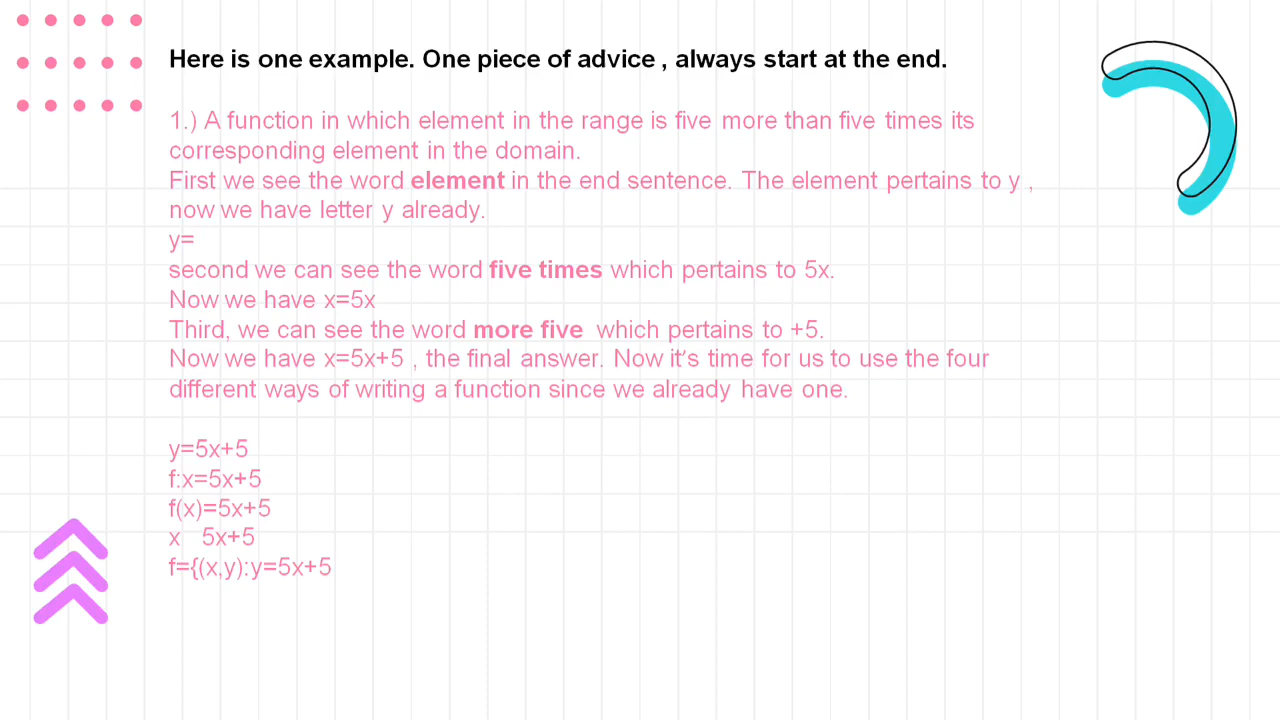 Here is one example. One piece of advice , always start at the end.
1.) A function in which element in the range is five more than five times its
corresponding element in the domain.
First we see the word element in the end sentence. The element pertains to y ,
now we have letter y already.
y=
second we can see the word five times which pertains to 5x.
Now we have x=5x
Third, we can see the word more five which pertains to +5.
Now we have x=5x+5 , the final answer. Now it's time for us to use the four
different ways of writing a function since we already have one.
y=5x+5
f:x=5x+5
f(x)=5x+5
x 5x+5
f={(x,y):y=5x+5